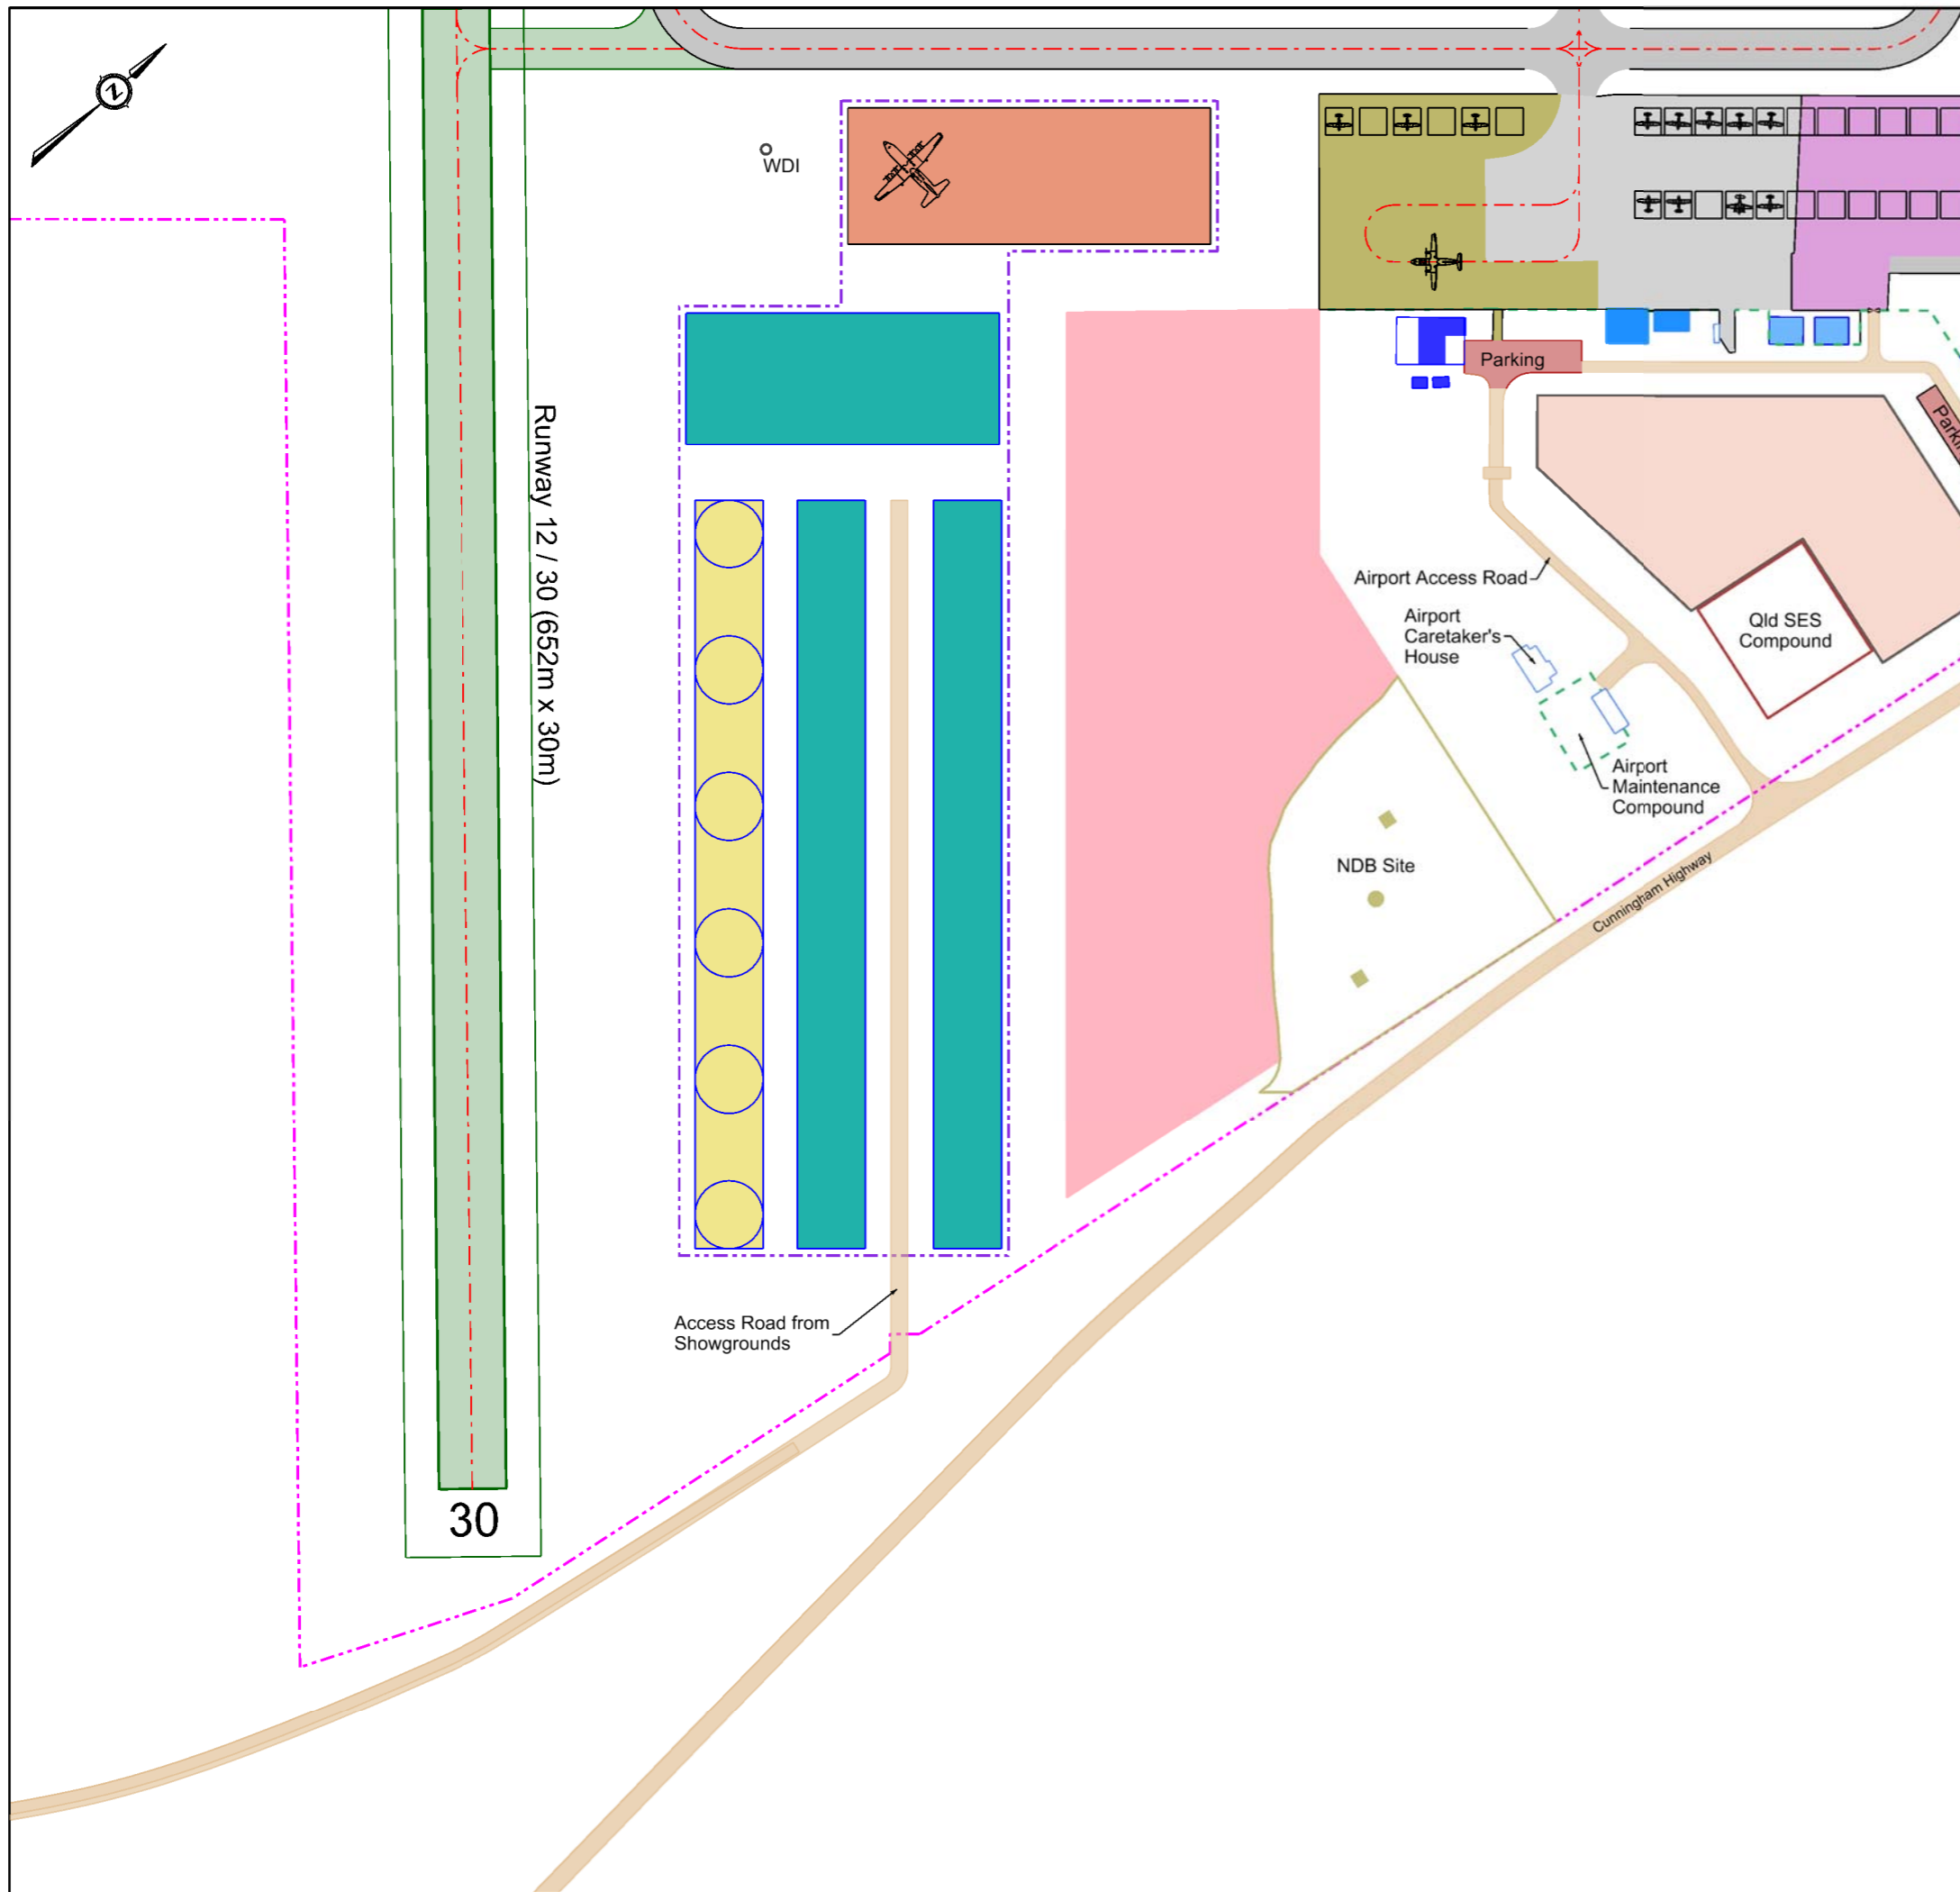 Z
WDI
Parking
Runway 12 / 30 (652m x 30m)
Airport Access Road
Airport
Caretaker's
House
Qld SES
Compound
Airport
Maintenance
Compound
NDB Site
Cunningham Highway
Access Road from
Showgrounds
30